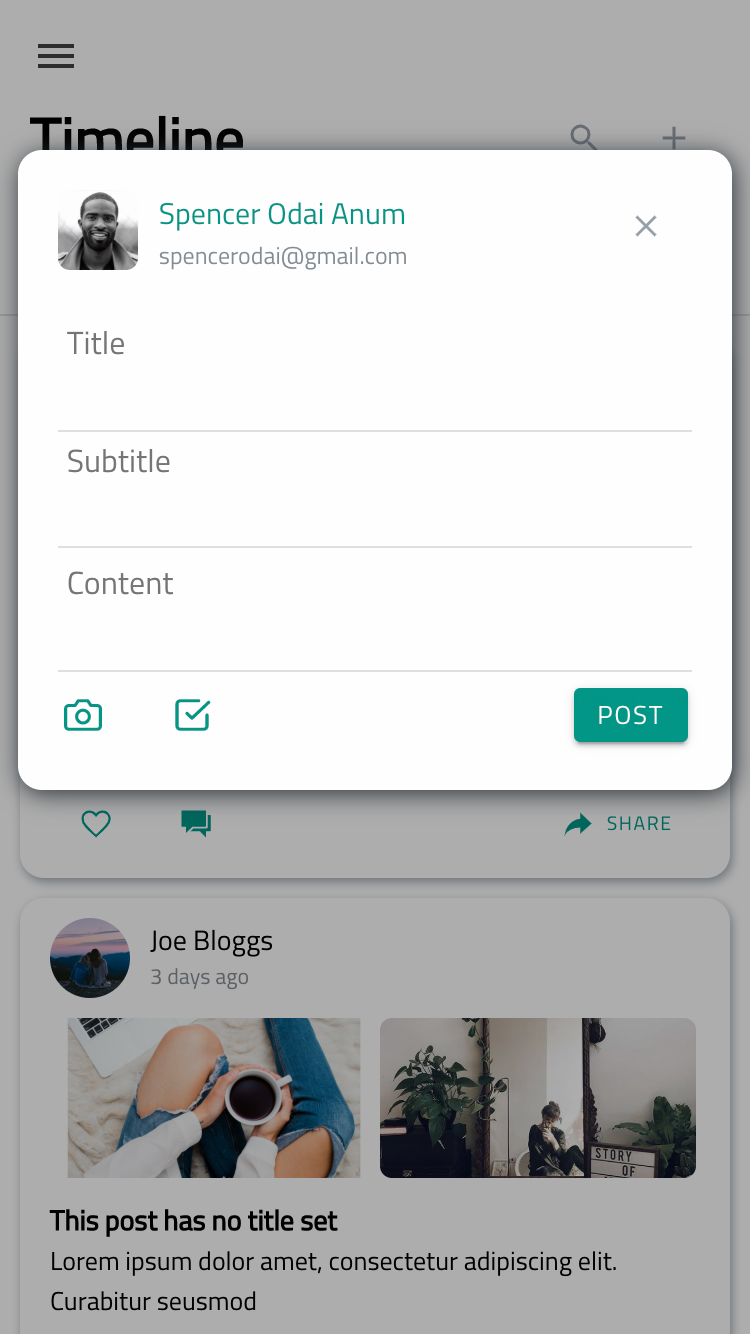 Timeline
Spencer Odai Anum
spencerodai@gmail.com
Title
Subtitle
Content
POST
SHARE
Joe Bloggs
3 days ago
STORY
OF
This post has no title set
Lorem ipsum dolor amet, consectetur adipiscing elit.
Curabitur seusmod